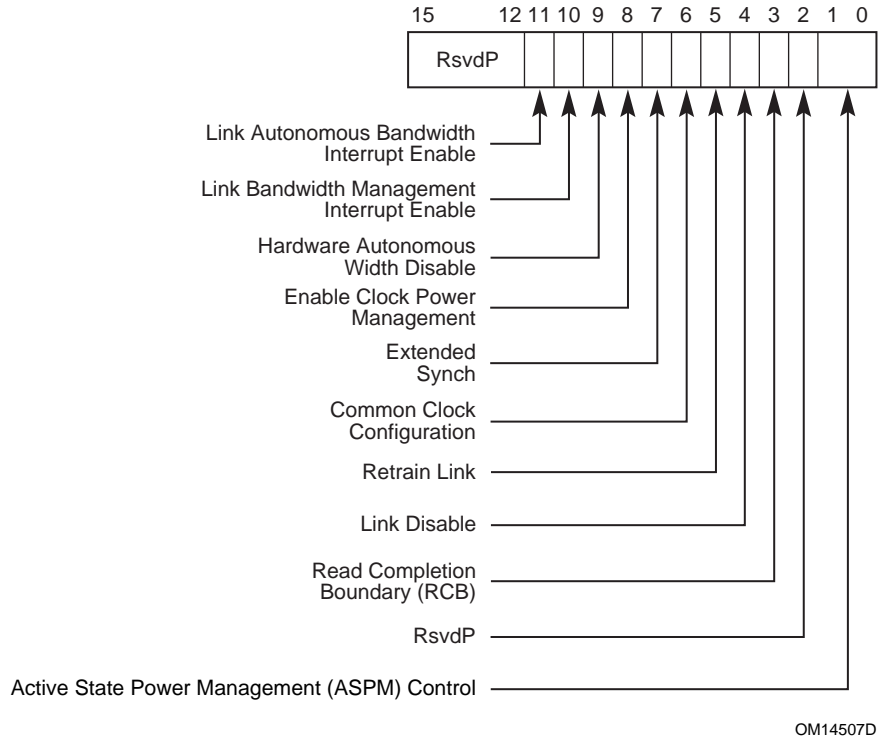 15 12 11 10 9 8 7 6 5 4 3 2 1 0
RsvdP
Link Autonomous Bandwidth
Interrupt Enable
Link Bandwidth Management
Interrupt Enable
Hardware Autonomous
Width Disable
Enable Clock Power
Management
Extended
Synch
Common Clock
Configuration
Retrain Link
Link Disable
Read Completion
Boundary (RCB)
RsvdP
Active State Power Management (ASPM) Control
OM14507D